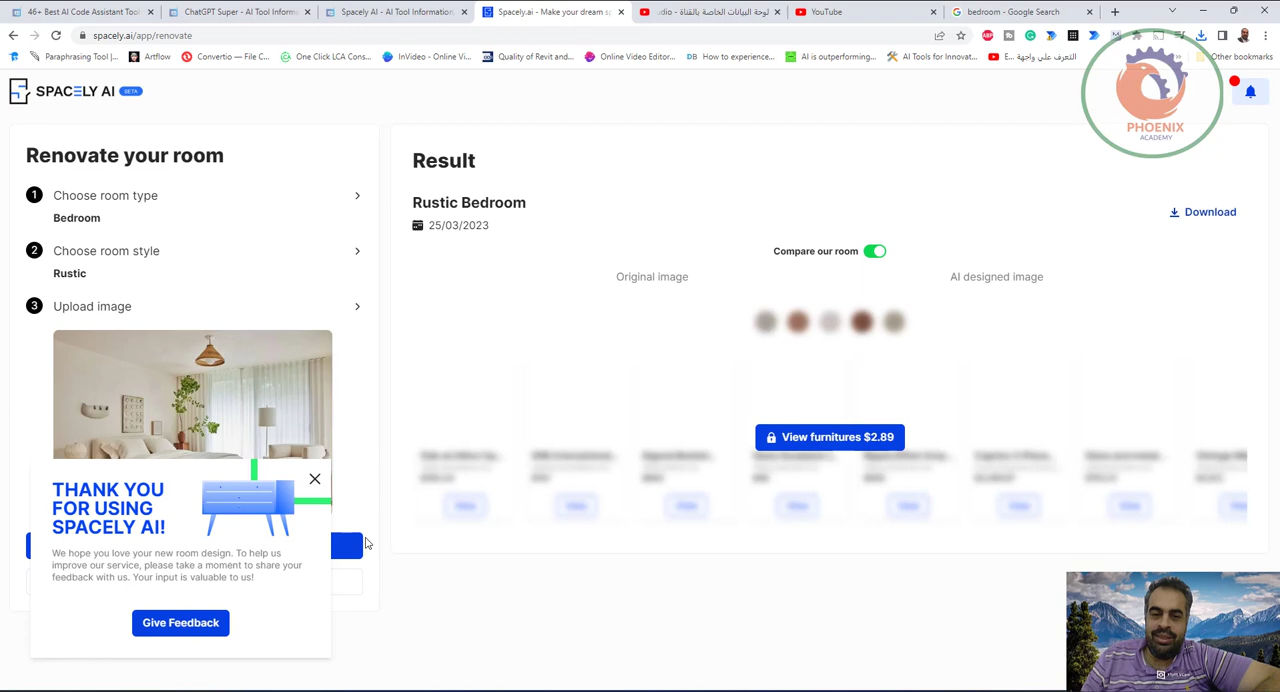 46+ Best AI Code Assistant Tool
ChatGPT Super - AI Tool Inform
Spacely AI - AI Tool Information,
Spacely.ai - Make your dream s
لوحة البيانات الخاصة بالقناة - udio
YouTube
bedroom - Google Search
spacely.ai/app/renovate
Paraphrasing Tool |...
Artflow
Convertio — File C...
One Click LCA Cons...
InVideo - Online Vi...
Quality of Revit and...
Online Video Editor...
How to experience...
AI is outperforming...
AI Tools for Innovat...
التعرف علي واجهة... E...
Other bookmarks
SPACELY AI BETA
PHOENIX
ACADEMY
Renovate your room
1 Choose room type
Bedroom
2 Choose room style
Rustic
3 Upload image
THANK YOU
FOR USING
SPACELY AI!
We hope you love your new room design. To help us
improve our service, please take a moment to share your
feedback with us. Your input is valuable to us!
Give Feedback
Result
Rustic Bedroom
25/03/2023
Download
Compare our room
Original image
AI designed image
View furnitures $2.89